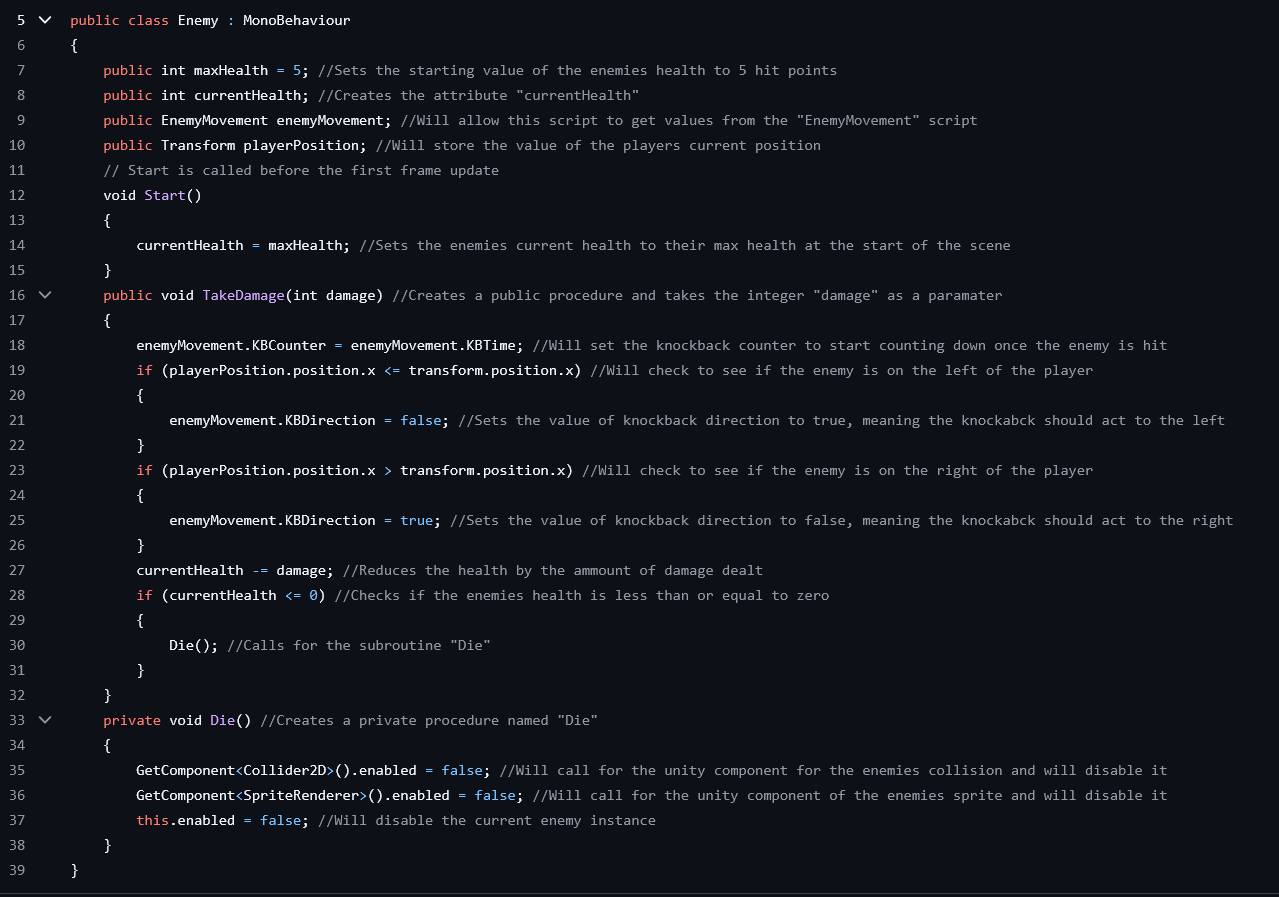 5 public class Enemy : MonoBehaviour
6 {
7 public int maxHealth = 5; //Sets the starting value of the enemies health to 5 hit points
8 public int currentHealth; //Creates the attribute "currentHealth"
9 public EnemyMovement enemyMovement; //Will allow this script to get values from the "EnemyMovement" script
10 public Transform playerPosition; //Will store the value of the players current position
11 // Start is called before the first frame update
12 void Start()
13 {
14 currentHealth = maxHealth; //Sets the enemies current health to their max health at the start of the scene
15 }
16 public void TakeDamage(int damage) //Creates a public procedure and takes the integer "damage" as a paramater
17 {
18 enemyMovement.KBCounter = enemyMovement.KBTime; //Will set the knockback counter to start counting down once the enemy is hit
19 if (playerPosition.position.x <= transform.position.x) //Will check to see if the enemy is on the left of the player
20 {
21 enemyMovement.KBDirection = false; //Sets the value of knockback direction to true, meaning the knockabck should act to the left
22 }
23 if (playerPosition.position.x > transform.position.x) //Will check to see if the enemy is on the right of the player
24 {
25 enemyMovement.KBDirection = true; //Sets the value of knockback direction to false, meaning the knockabck should act to the right
26 }
27 currentHealth -= damage; //Reduces the health by the ammount of damage dealt
28 if (currentHealth <= 0) //Checks if the enemies health is less than or equal to zero
29 {
30 Die(); //Calls for the subroutine "Die"
31 }
32 }
33 private void Die() //Creates a private procedure named "Die"
34 {
35 GetComponent<Collider2D>().enabled = false; //Will call for the unity component for the enemies collision and will disable it
36 GetComponent<SpriteRenderer>().enabled = false; //Will call for the unity component of the enemies sprite and will disable it
37 this.enabled = false; //Will disable the current enemy instance
38 }
39 }